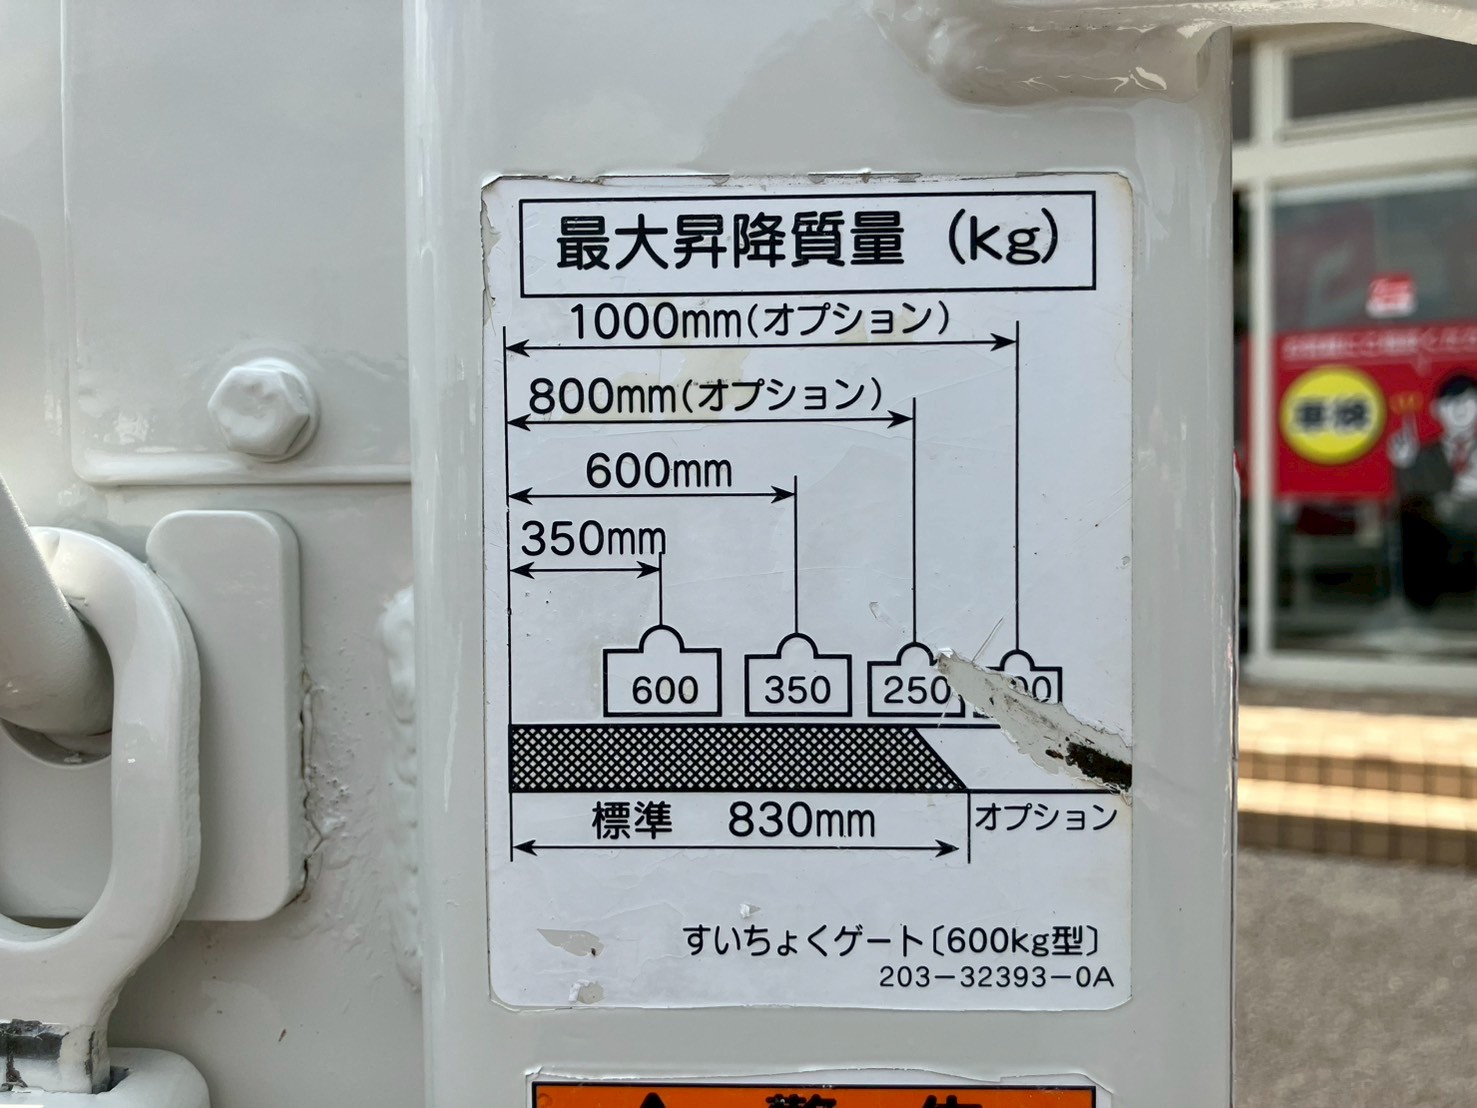 最大昇降質量（kg）
1000mm（オプション）
800mm（オプション）
600mm
350mm
600 350 250
標準 830mm オプション
すいちょくゲート〔600kg型〕
203-32393-0A
車検